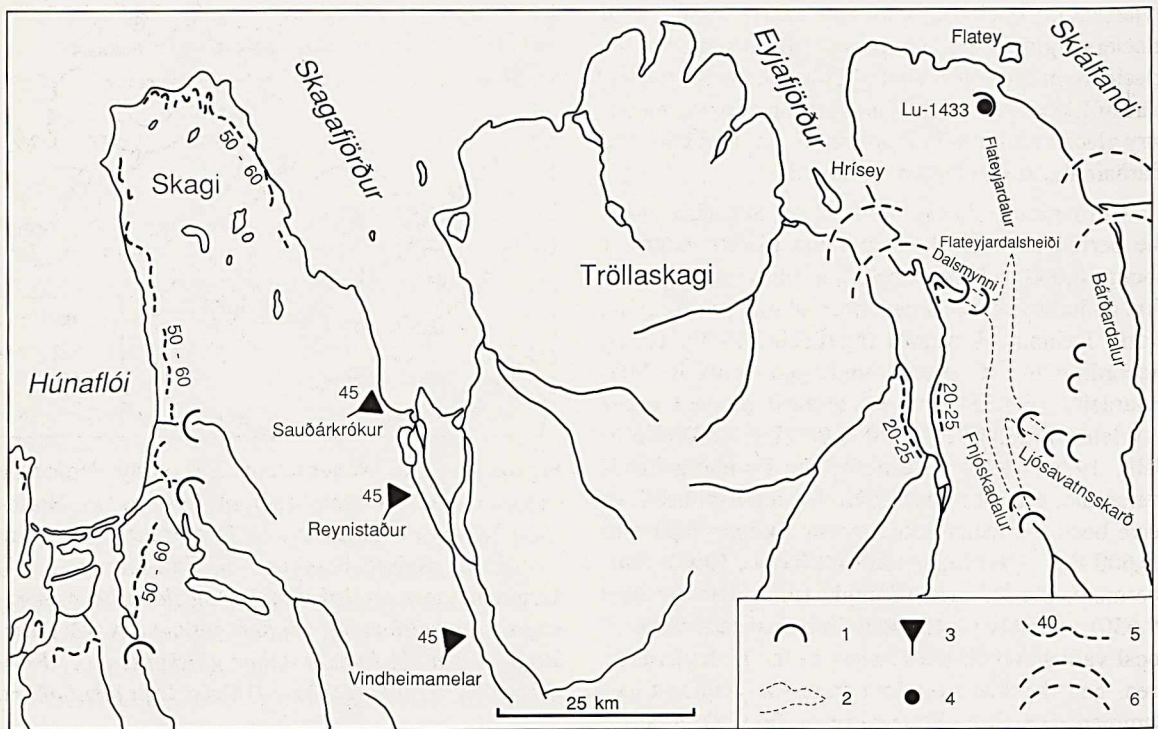 Skagi
50 - 60
Skagafjörður
Húnaflói
50 - 60
50 60
45
Sauðárkrókur
45
Reynistaður
45
Vindheimamelar
Tröllaskagi
Eyjafjörður
Hrísey
Flatey
Skjálfandi
Lu-1433
Flateyjardalur
Flateyjardalsheiði
Dalsmynni
Bárðardalur
20-25
20-25
Fnjóskadalur
Ljósavatnsskarð
25 km
1
2
3
4
40
5
6